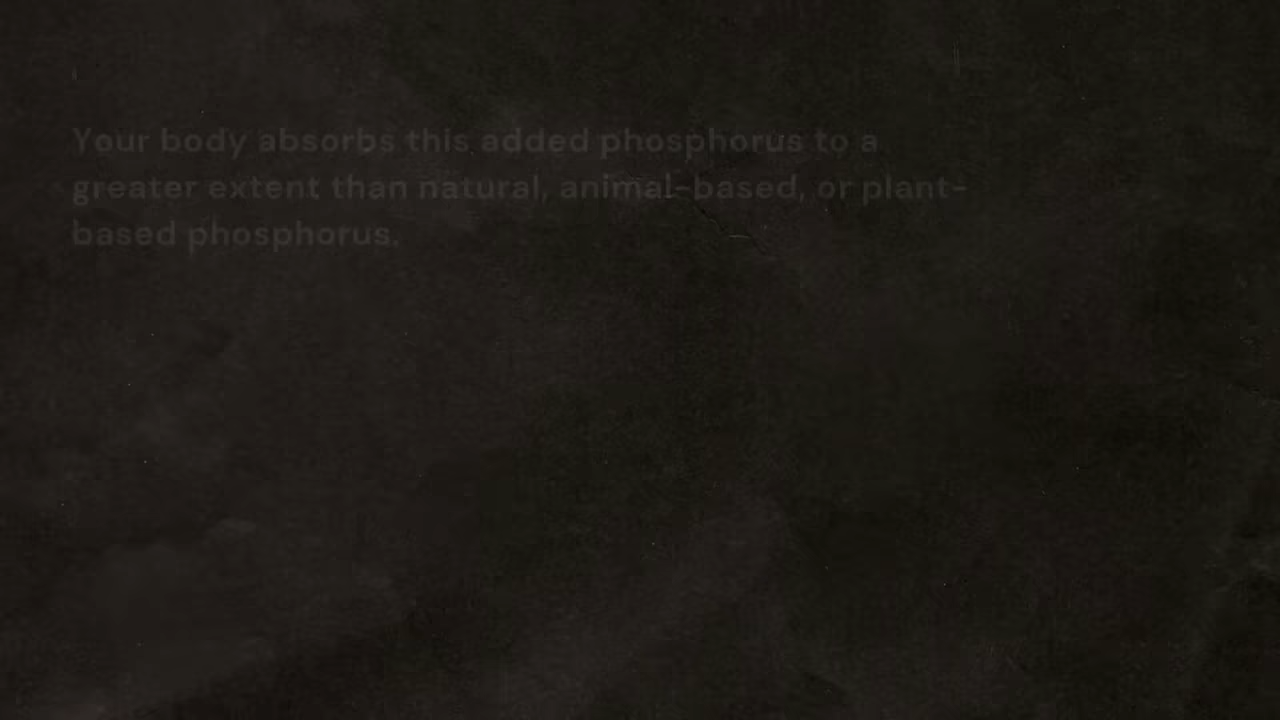 Your body absorbs this added phosphorus to a
greater extent than natural, animal-based, or plant-
based phosphorus.